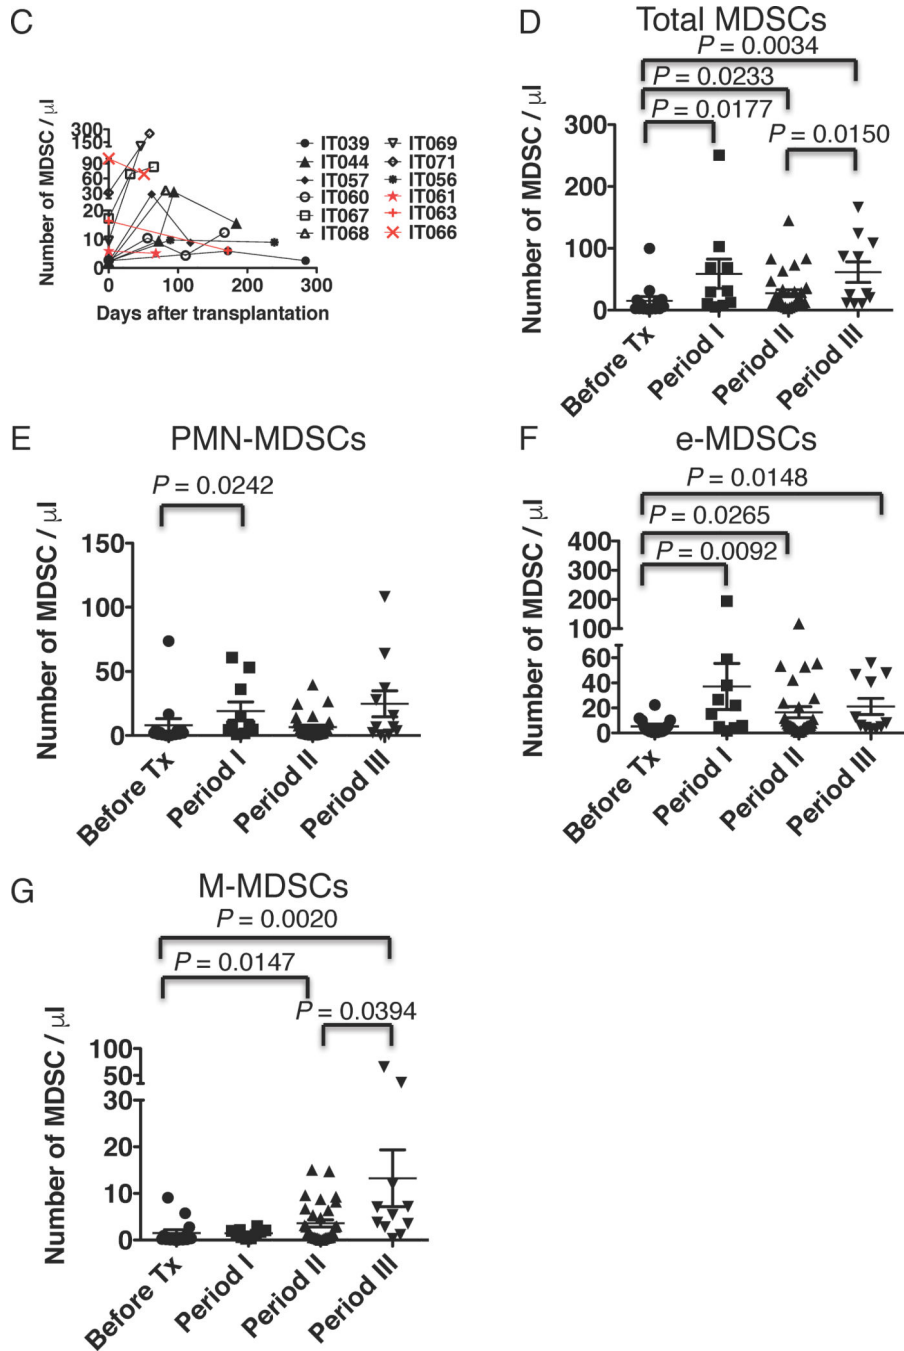 C
Number of MDSC / μl
300
150
90
60
30
20
10
0
0 100 200 300
Days after transplantation
IT039
IT044
IT057
IT060
IT067
IT068
IT069
IT071
IT056
IT061
IT063
IT066
D
Total MDSCs
P = 0.0034
P = 0.0233
P = 0.0177
P = 0.0150
Number of MDSC / μl
300
200
100
0
Before Tx
Period I
Period II
Period III
E
PMN-MDSCs
P = 0.0242
Number of MDSC / μl
150
100
50
0
Before Tx
Period I
Period II
Period III
F
e-MDSCs
P = 0.0148
P = 0.0265
P = 0.0092
Number of MDSC / μl
400
300
200
100
60
40
20
0
Before Tx
Period I
Period II
Period III
G
M-MDSCs
P = 0.0020
P = 0.0147
P = 0.0394
Number of MDSC / μl
100
50
30
20
10
0
Before Tx
Period I
Period II
Period III